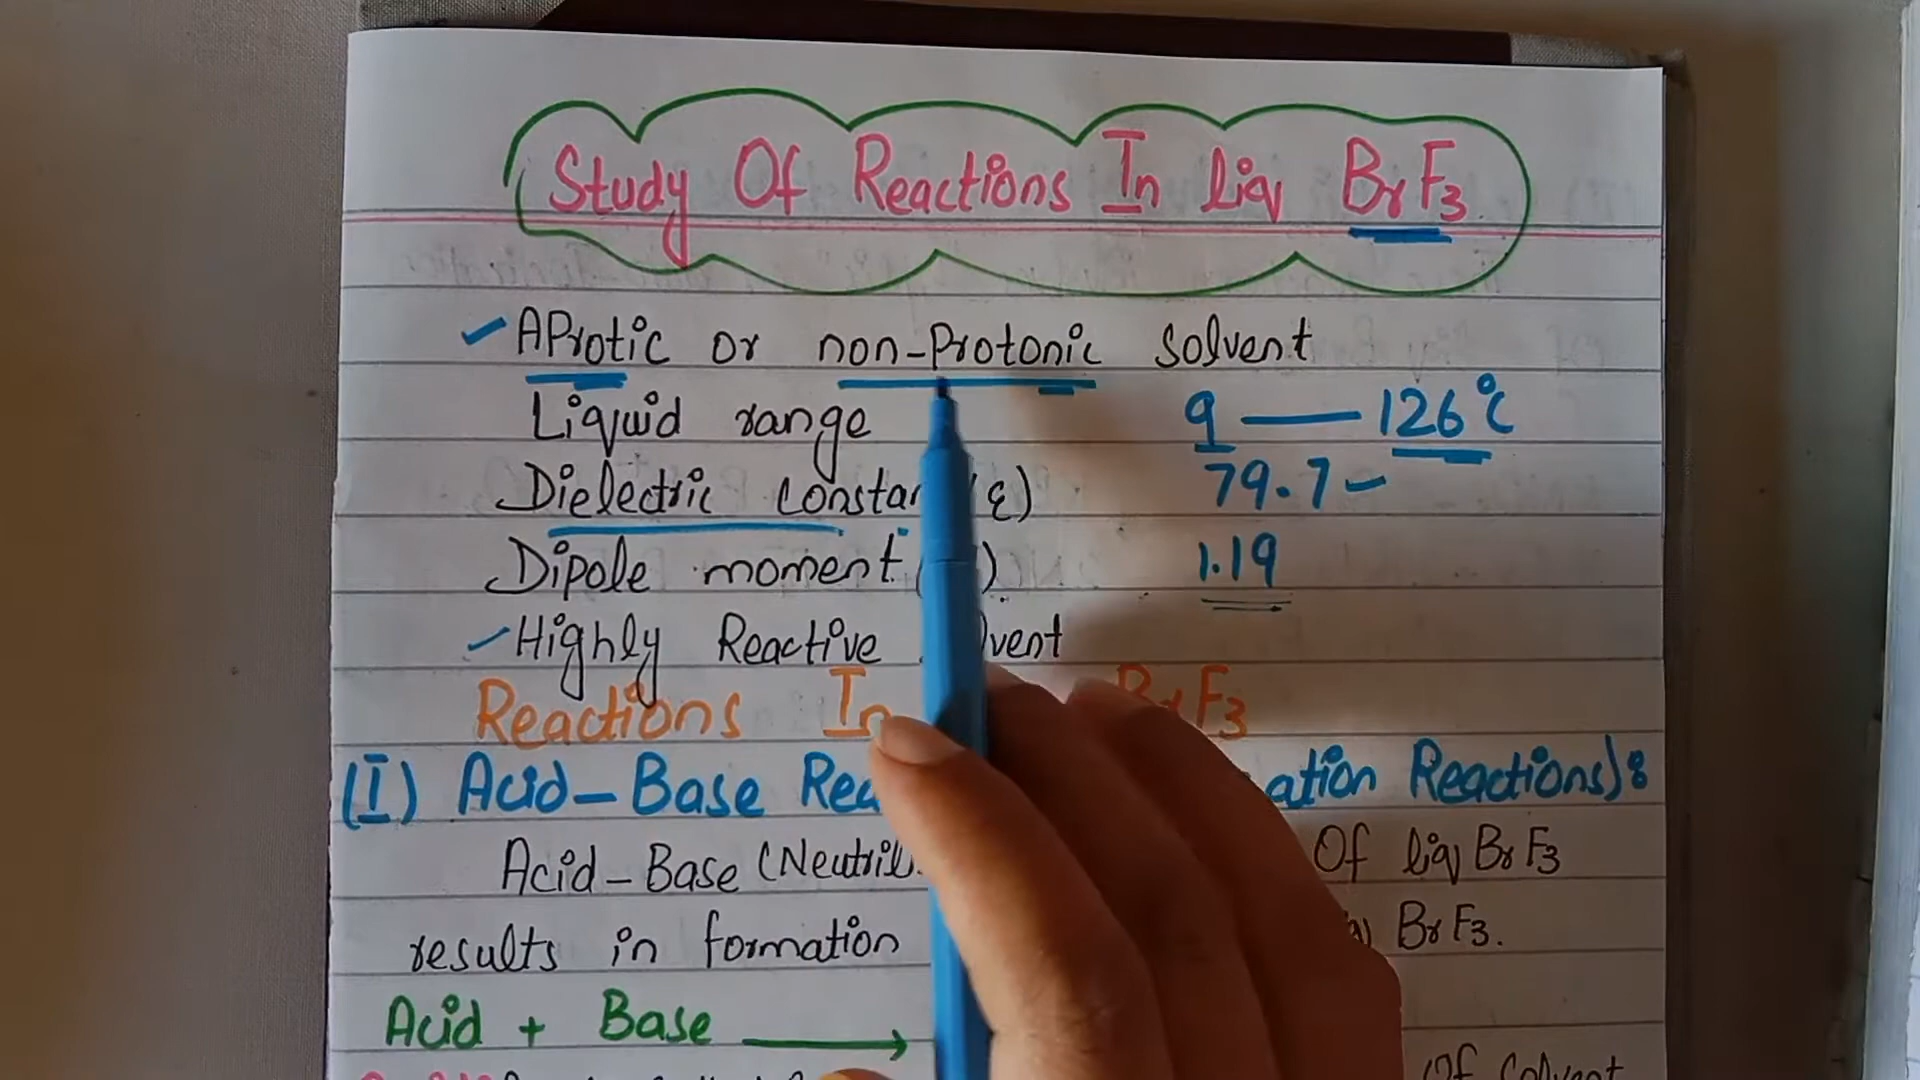 Study Of Reactions In liq BrF3
✓ AProtic or non-Protonic Solvent
Liquid range 9 — 126°C
Dielectric constan ε) 79.7 -
Dipole moment ( ) 1.19
✓ Highly Reactive lvent
Reactions In BrF3
(I) Acid-Base Rea ation Reactions):
Acid-Base (Neutril Of liq BrF3
results in formation BrF3.
Acid + Base →
Of Solvent